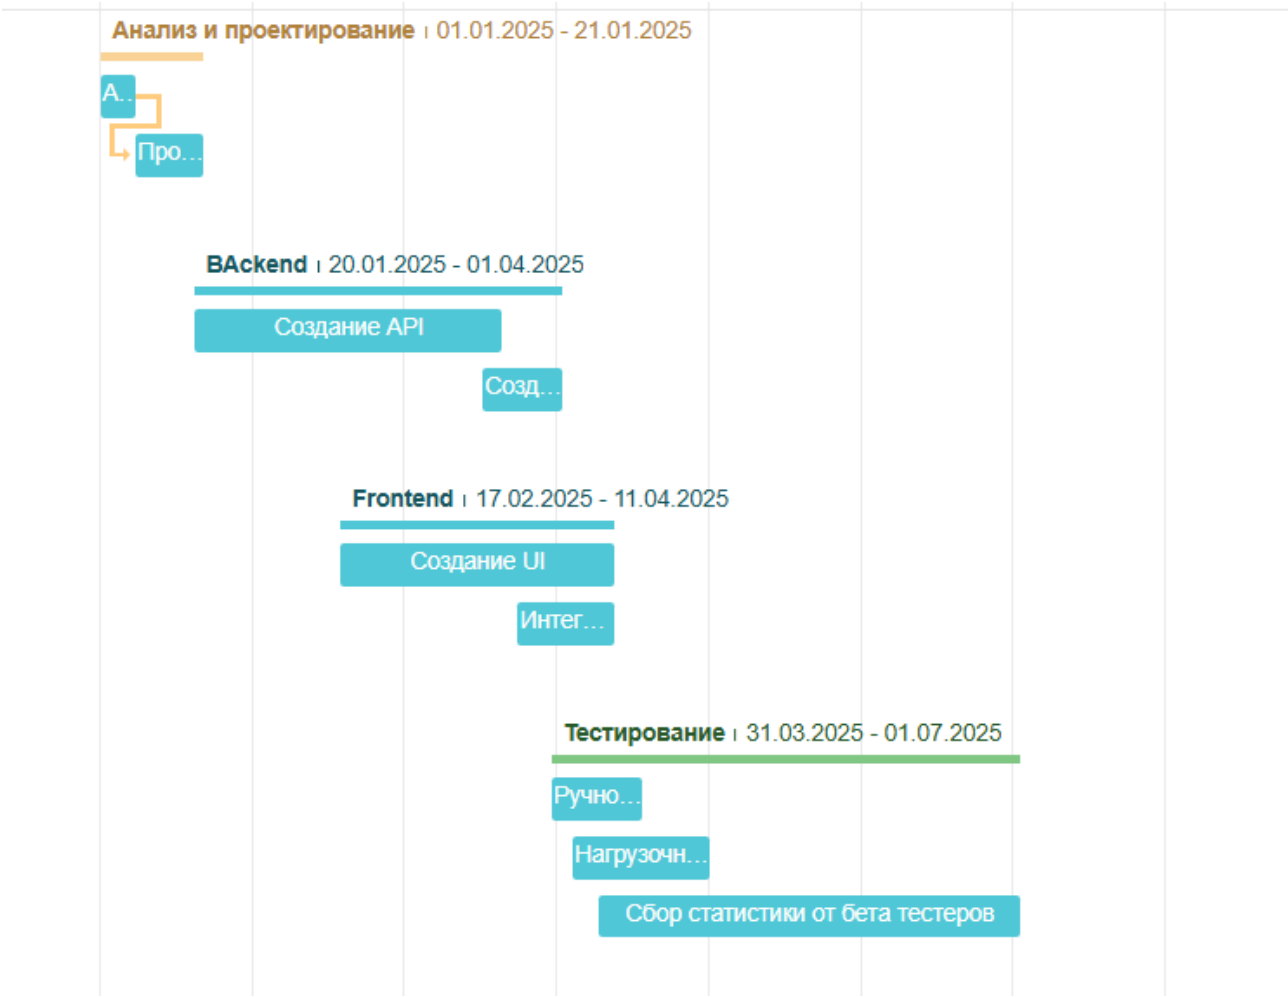 Анализ и проектирование ı 01.01.2025 - 21.01.2025
А...
Про...
BAckend ı 20.01.2025 - 01.04.2025
Создание API
Созд...
Frontend ı 17.02.2025 - 11.04.2025
Создание UI
Интег...
Тестирование ı 31.03.2025 - 01.07.2025
Ручно...
Нагрузочн...
Сбор статистики от бета тестеров